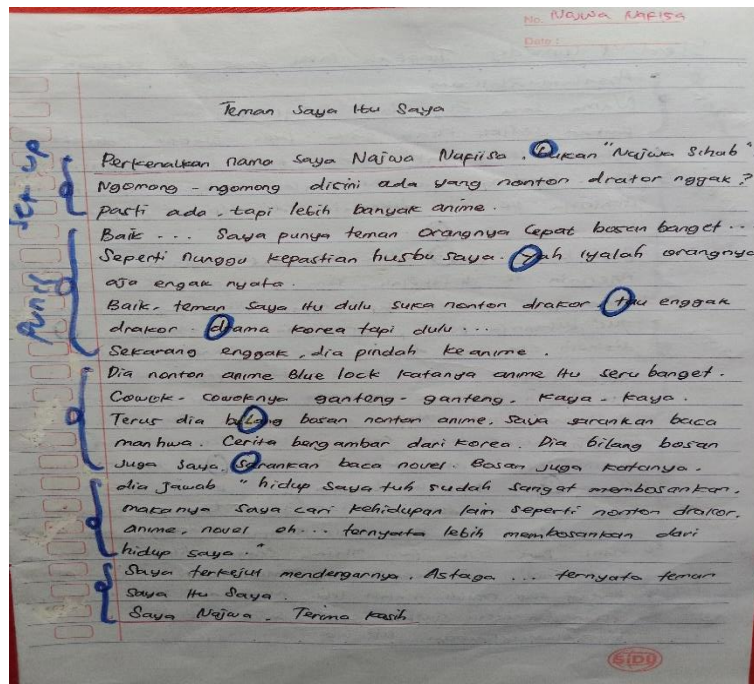 No. Najwa Nafisa
Date:
Teman Saya Itu Saya
set up
Perkenalkan nama saya Najwa Nafiisa, bukan "Najwa Sihab"
Ngomong - ngomong disini ada yang nonton drakor nggak?
pasti ada, tapi lebih banyak anime.
punch
Baik ... Saya punya teman orangnya cepat bosan banget..
Seperti nunggu kepastian husbu saya. yah iyalah orangnya
aja engak nyata.
Baik, teman saya itu dulu suka nonton drakor, tau enggak
drakor. drama korea tapi dulu ...
Sekarang enggak, dia pindah keanime.
Dia nonton anime Blue lock katanya anime itu seru banget.
Cowok - cowoknya ganteng - ganteng, kaya - kaya.
Terus dia bilang bosan nonton anime, saya sarankan baca
manhwa. Cerita bergambar dari korea. Dia bilang bosan
juga saya sarankan baca novel. Bosan juga katanya.
dia jawab "hidup saya tuh sudah sangat membosankan,
makanya saya cari kehidupan lain seperti nonton drakor,
anime, novel oh... ternyata lebih membosankan dari
hidup saya."
Saya terkejut mendengarnya. Astaga ... ternyata teman
saya itu saya.
Saya Najwa, Terima kasih
SIDU